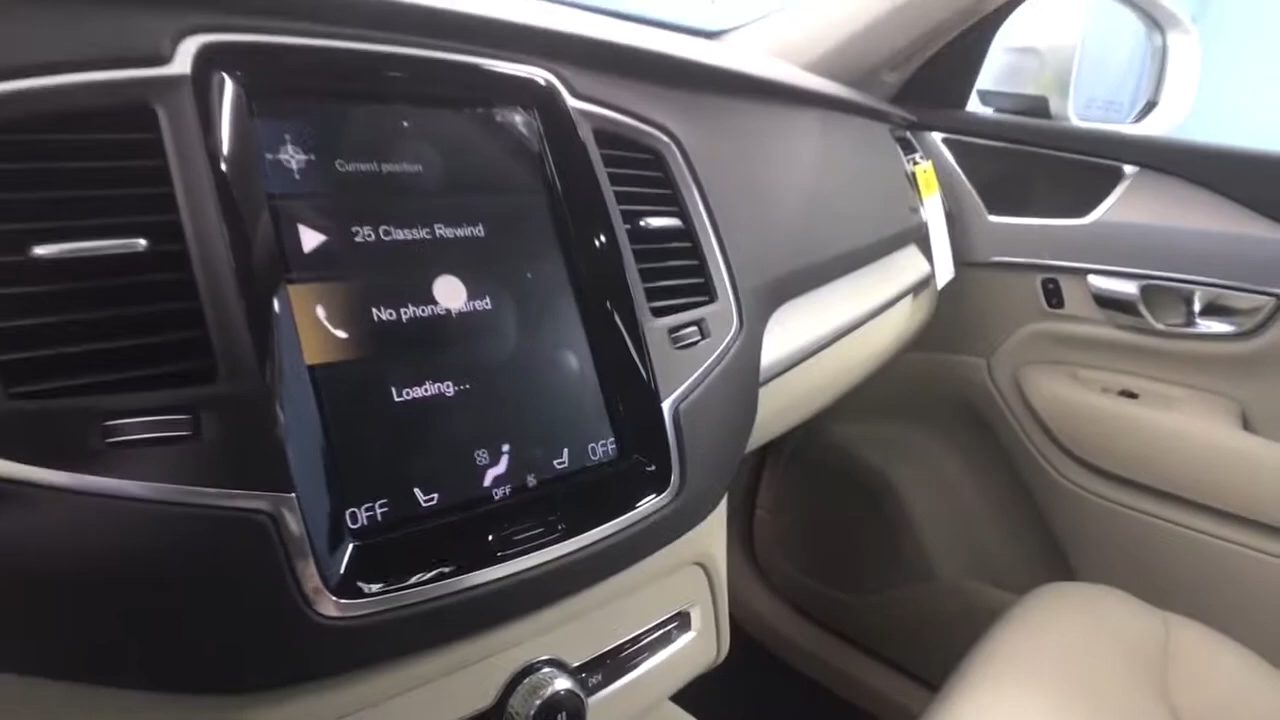 Current position
25 Classic Rewind
No phone paired
Loading...
OFF
OFF
OFF